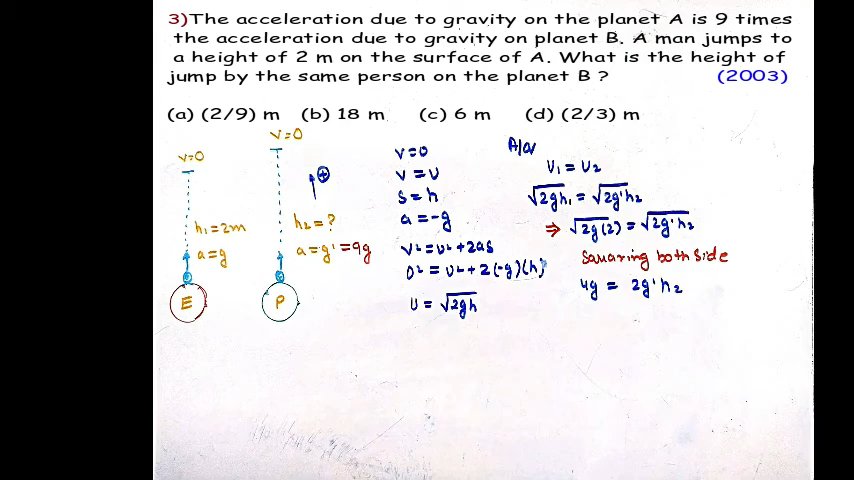 3)The acceleration due to gravity on the planet A is 9 times
the acceleration due to gravity on planet B. A man jumps to
a height of 2 m on the surface of A. What is the height of
jump by the same person on the planet B ? (2003)
(a) (2/9) m (b) 18 m (c) 6 m (d) (2/3) m
v=0
h₁=2m
a=g
E
v=0
h₂=?
a=g'=9g
P
+
v=0
v=u
s=h
a=-g
v²=u²+2as
0²=u²+2(-g)(h)
u=√2gh
A/Q
u₁=u₂
√2gh₁=√2g'h₂
⇒ √2g(2)=√2g'h₂
Squaring both side
4g = 2g'h₂